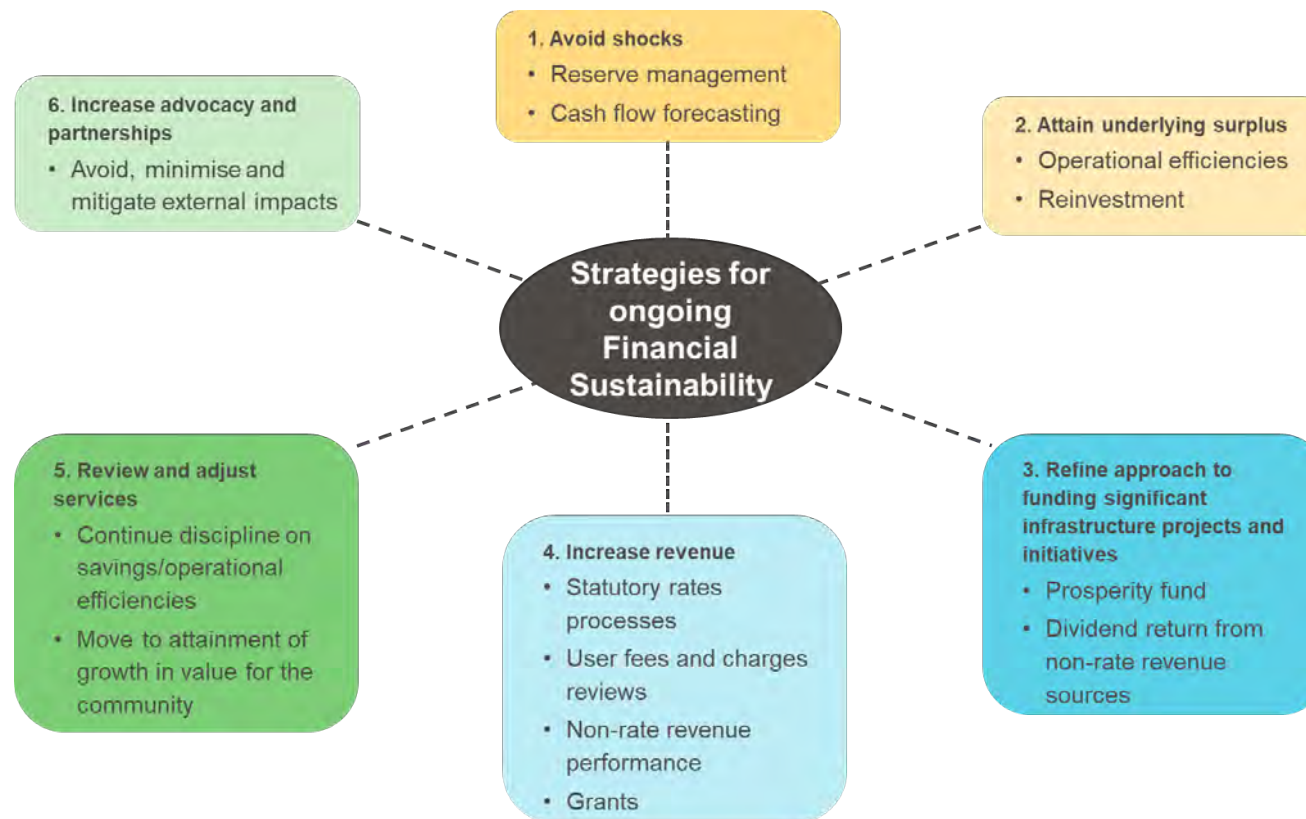 1. Avoid shocks
• Reserve management
• Cash flow forecasting
2. Attain underlying surplus
• Operational efficiencies
• Reinvestment
3. Refine approach to
funding significant
infrastructure projects and
initiatives
• Prosperity fund
• Dividend return from
non-rate revenue
sources
4. Increase revenue
• Statutory rates
processes
• User fees and charges
reviews
• Non-rate revenue
performance
• Grants
5. Review and adjust
services
• Continue discipline on
savings/operational
efficiencies
• Move to attainment of
growth in value for the
community
6. Increase advocacy and
partnerships
• Avoid, minimise and
mitigate external impacts
Strategies for
ongoing
Financial
Sustainability